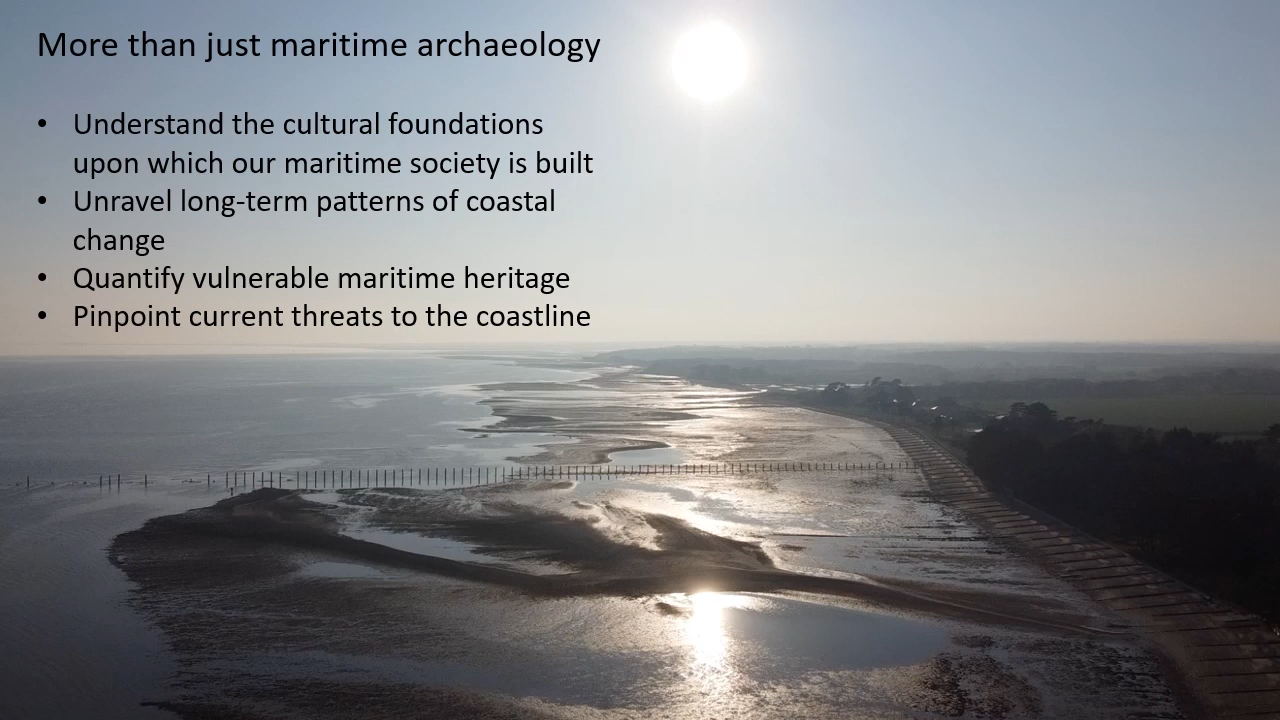 More than just maritime archaeology
• Understand the cultural foundations
upon which our maritime society is built
• Unravel long-term patterns of coastal
change
• Quantify vulnerable maritime heritage
• Pinpoint current threats to the coastline